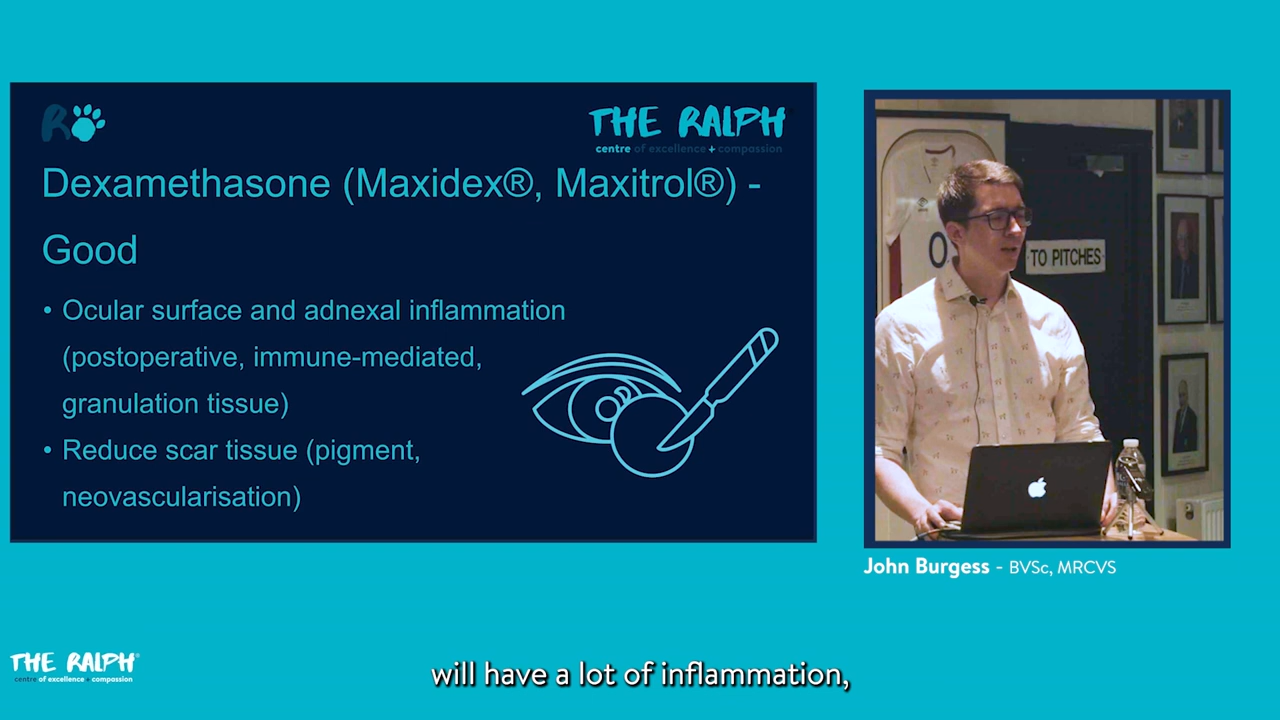 THE RALPH
centre of excellence + compassion
Dexamethasone (Maxidex®, Maxitrol®) -
Good
• Ocular surface and adnexal inflammation
(postoperative, immune-mediated,
granulation tissue)
• Reduce scar tissue (pigment,
neovascularisation)
TO PITCHES
John Burgess - BVSc, MRCVS
THE RALPH®
centre of excellence + compassion
will have a lot of inflammation,